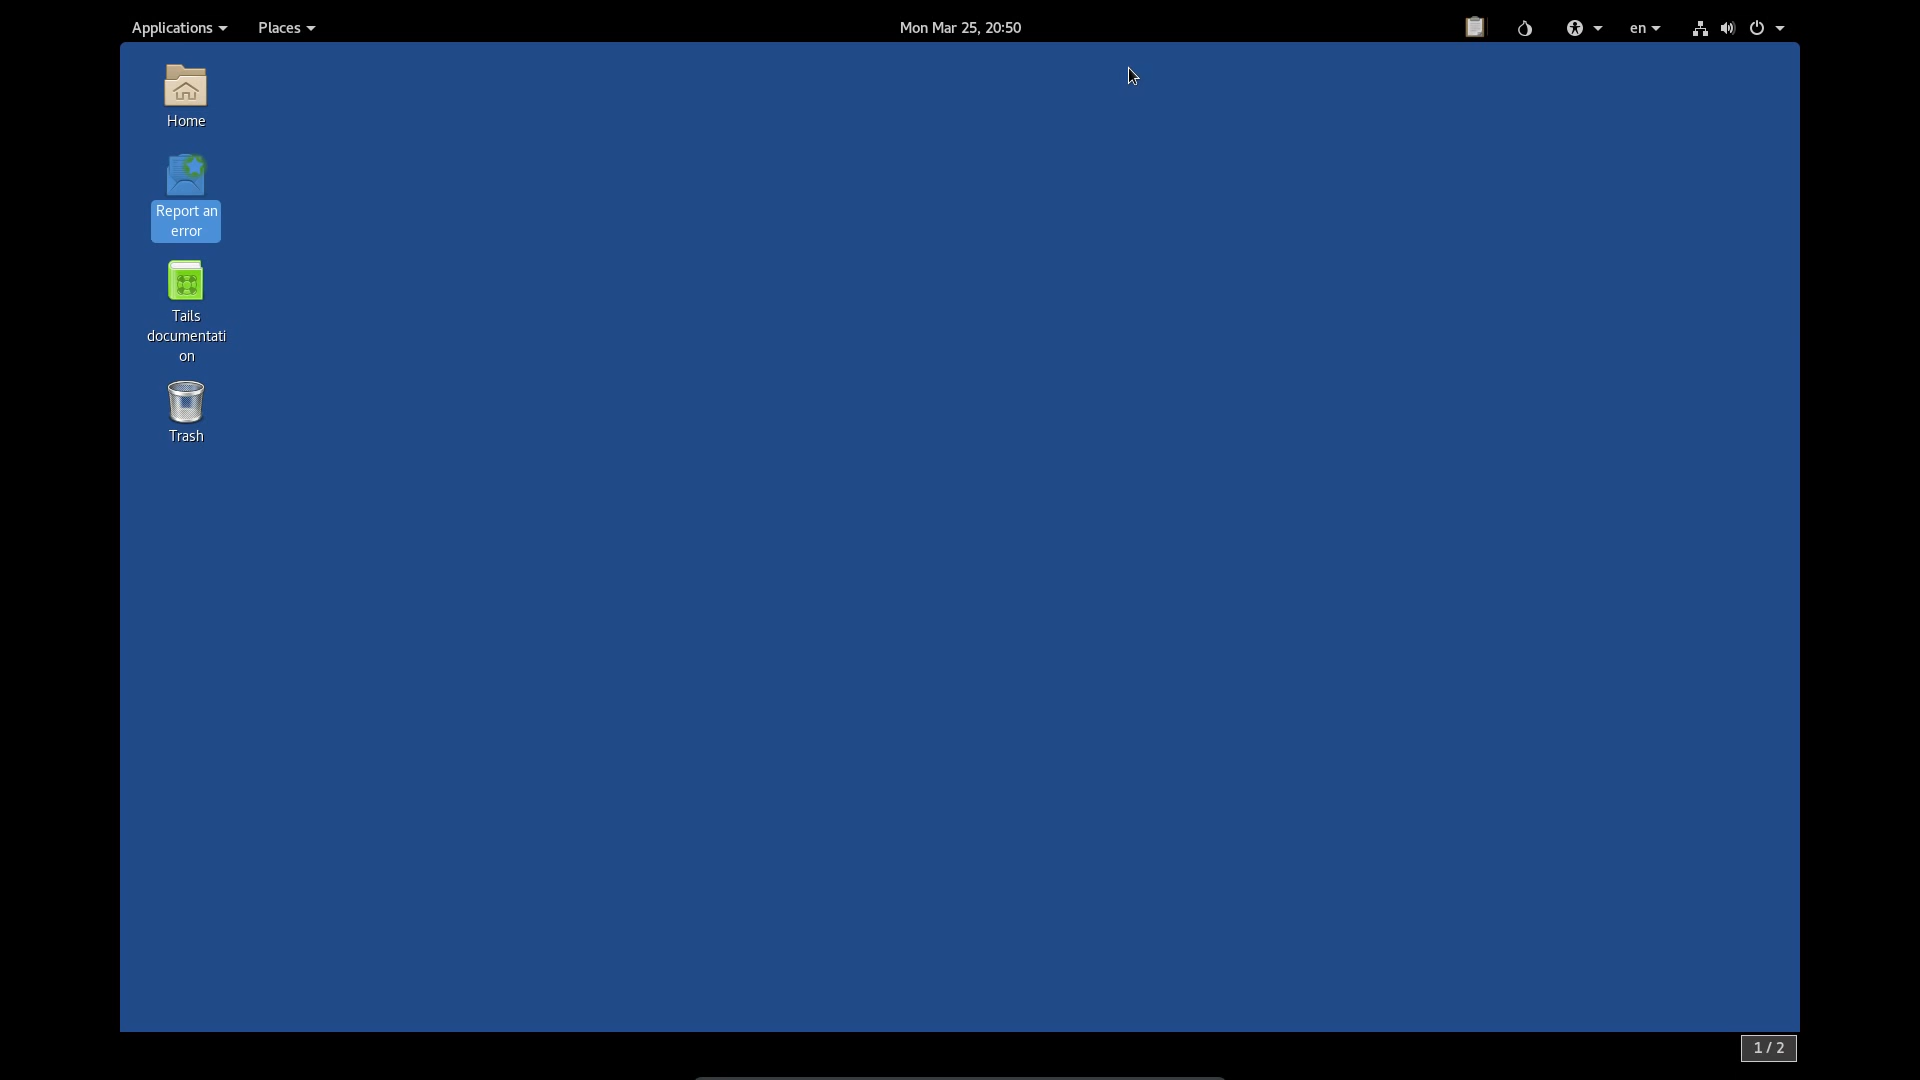 Applications Places Mon Mar 25, 20:50 en
Home
Report an
error
Tails
documentati
on
Trash
1 / 2